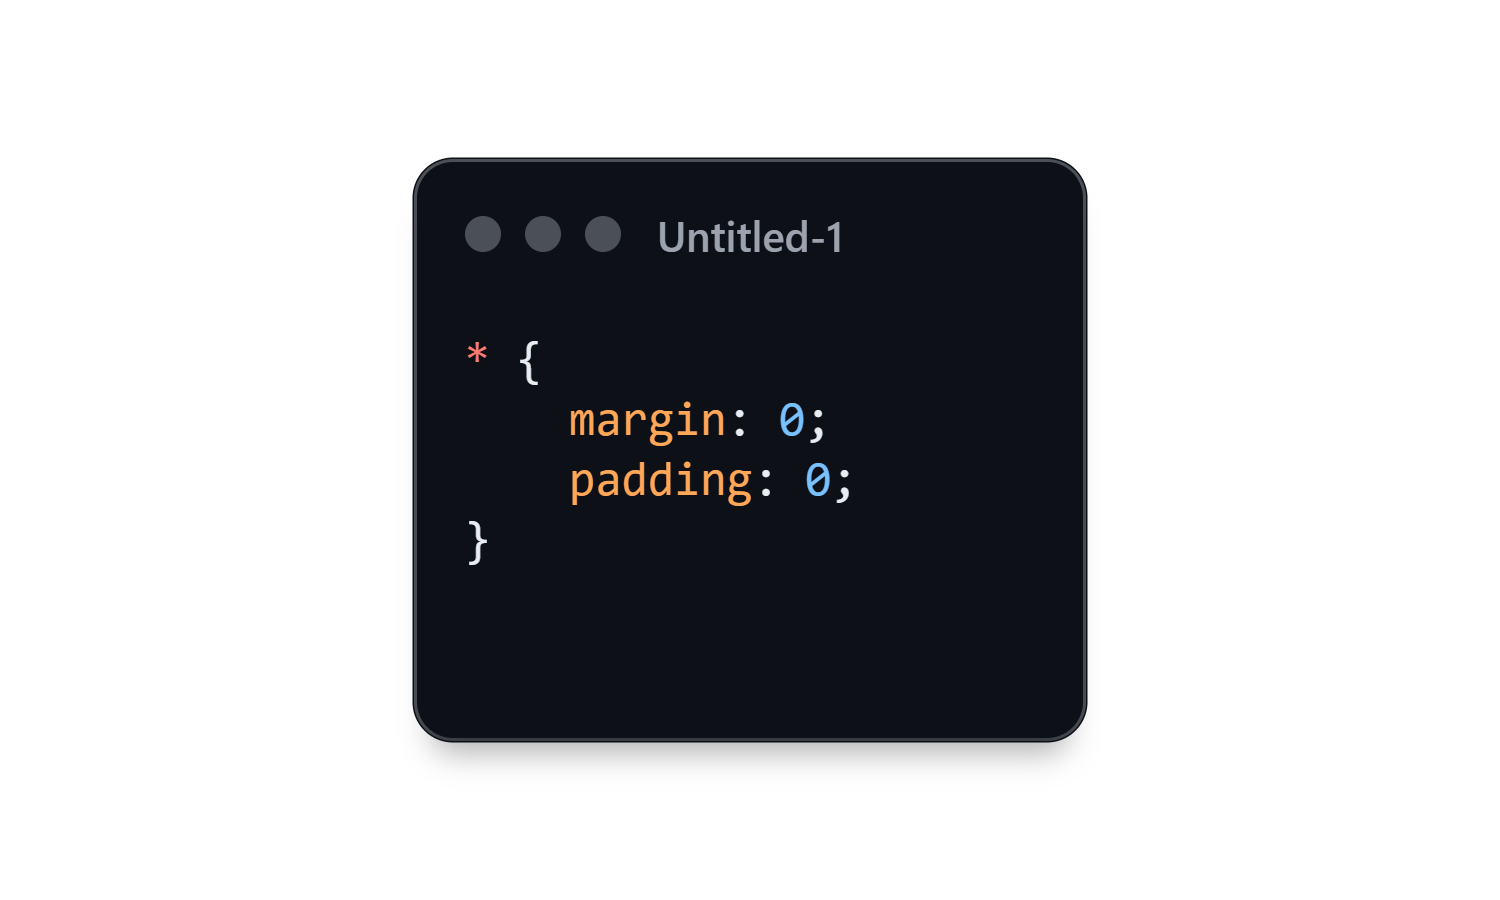 Untitled-1
* {
    margin: 0;
    padding: 0;
}